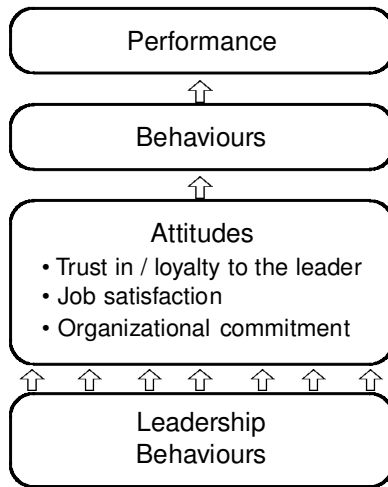 Performance
Behaviours
Attitudes
• Trust in / loyalty to the leader
• Job satisfaction
• Organizational commitment
Leadership
Behaviours